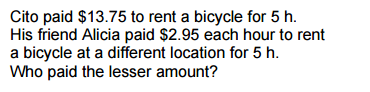 Cito paid $13.75 to rent a bicycle for 5 h.
His friend Alicia paid $2.95 each hour to rent
a bicycle at a different location for 5 h.
Who paid the lesser amount?